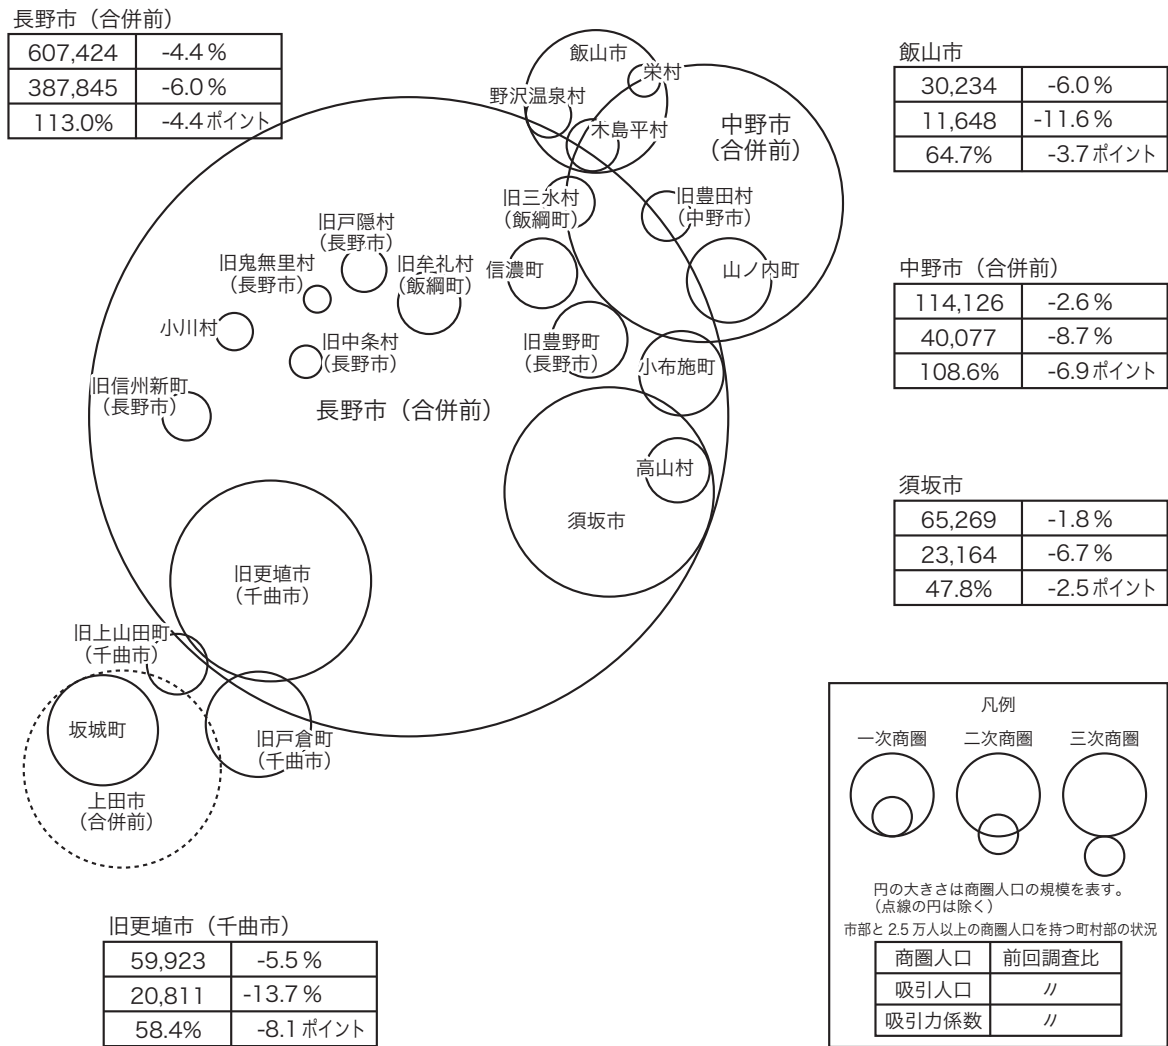 長野市（合併前）
607,424 -4.4％
387,845 -6.0％
113.0% -4.4ポイント
飯山市
栄村
野沢温泉村
木島平村
中野市
（合併前）
飯山市
30,234 -6.0％
11,648 -11.6％
64.7% -3.7ポイント
旧三水村
（飯綱町）
旧豊田村
（中野市）
旧戸隠村
（長野市）
旧鬼無里村
（長野市）
旧牟礼村
（飯綱町）
信濃町
山ノ内町
小川村
旧中条村
（長野市）
旧豊野町
（長野市）
小布施町
旧信州新町
（長野市）
長野市（合併前）
中野市（合併前）
114,126 -2.6％
40,077 -8.7％
108.6% -6.9ポイント
高山村
須坂市
須坂市
65,269 -1.8％
23,164 -6.7％
47.8% -2.5ポイント
旧更埴市
（千曲市）
旧上山田町
（千曲市）
坂城町
旧戸倉町
（千曲市）
上田市
（合併前）
旧更埴市（千曲市）
59,923 -5.5％
20,811 -13.7％
58.4% -8.1ポイント
凡例
一次商圏 二次商圏 三次商圏
円の大きさは商圏人口の規模を表す。
（点線の円は除く）
市部と2.5万人以上の商圏人口を持つ町村部の状況
商圏人口 前回調査比
吸引人口 〃
吸引力係数 〃